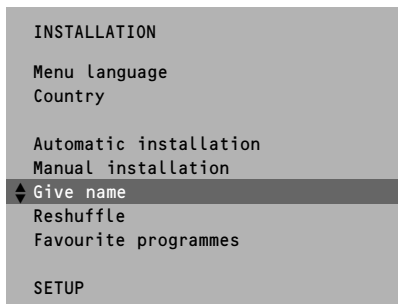 INSTALLATION
Menu language
Country
Automatic installation
Manual installation
Give name
Reshuffle
Favourite programmes
SETUP